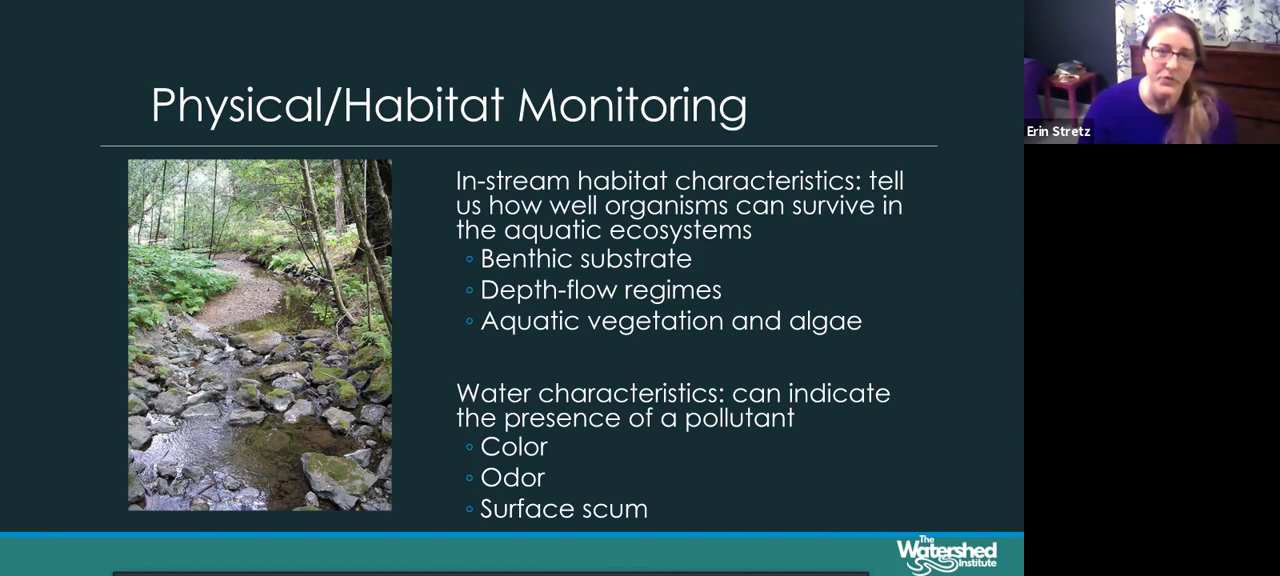 Physical/Habitat Monitoring
In-stream habitat characteristics: tell
us how well organisms can survive in
the aquatic ecosystems
◦ Benthic substrate
◦ Depth-flow regimes
◦ Aquatic vegetation and algae
Water characteristics: can indicate
the presence of a pollutant
◦ Color
◦ Odor
◦ Surface scum
The
Watershed
Institute
Erin Stretz